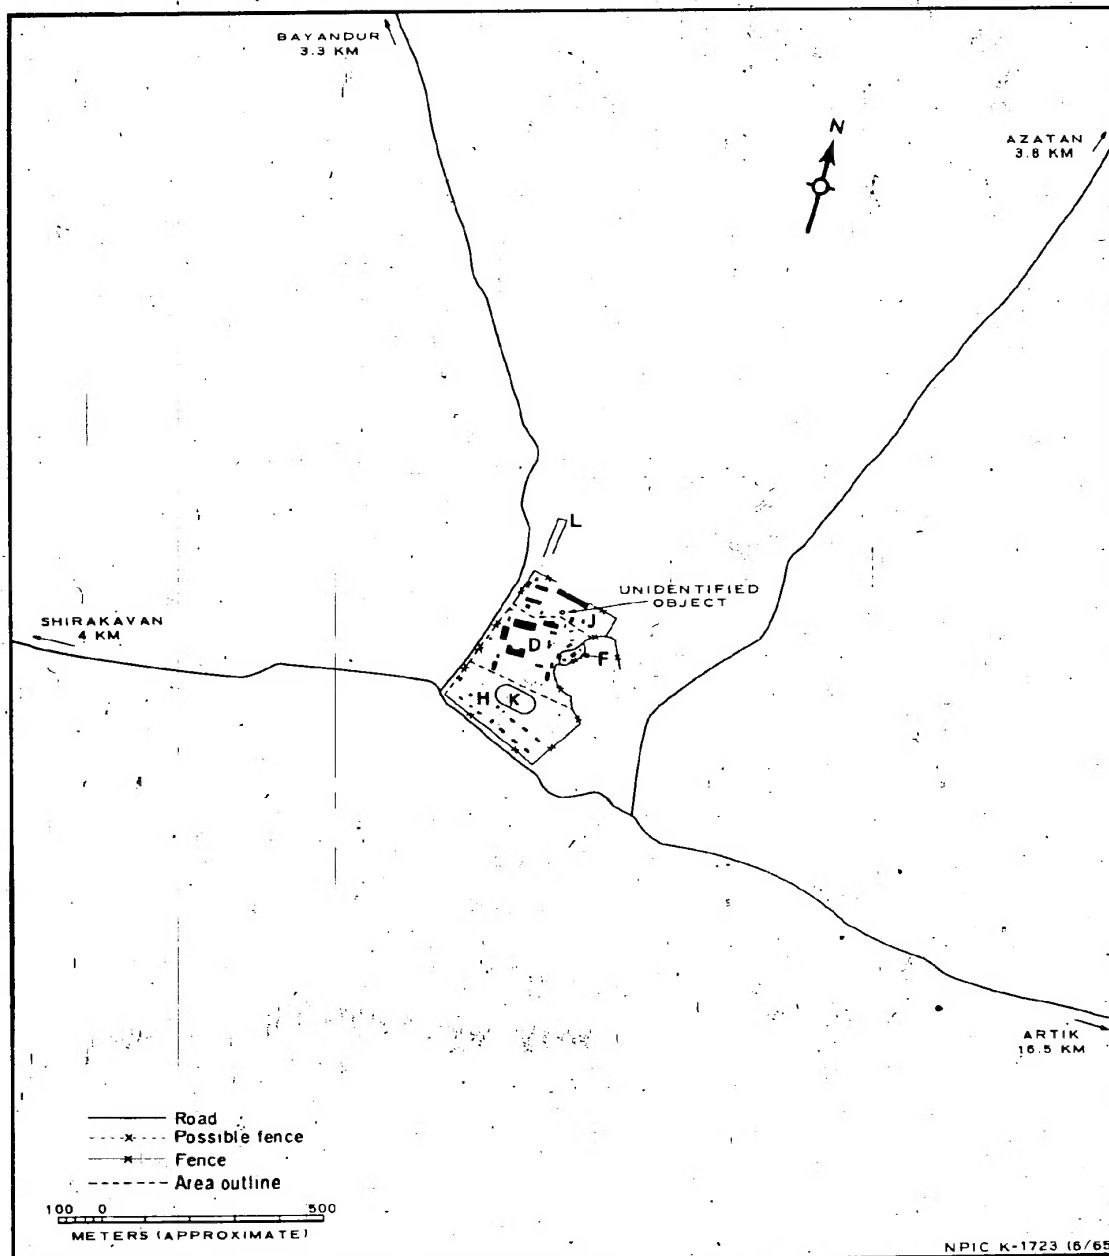 BAYANDUR
3.3 KM
N
AZATAN
3.8 KM
L
UNIDENTIFIED
OBJECT
J
SHIRAKAVAN
4 KM
D
F
H
K
ARTIK
16.5 KM
Road
Possible fence
Fence
Area outline
100 0 500
METERS (APPROXIMATE)
NPIC K-1723 (6/65